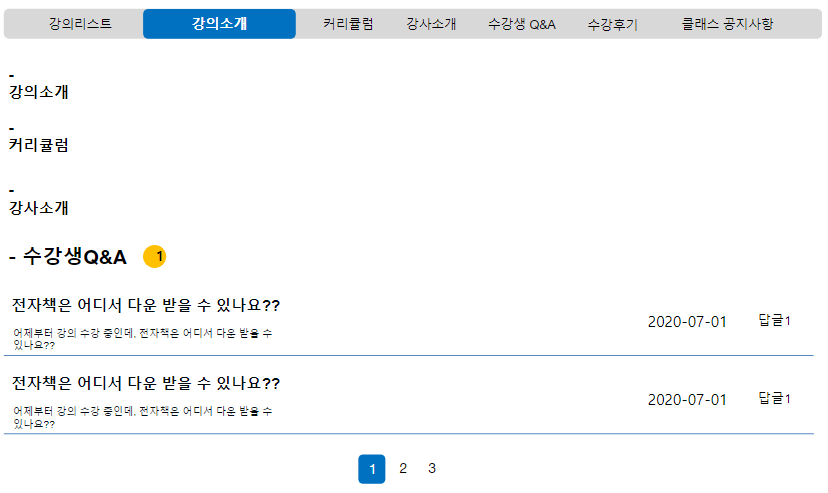 강의리스트 강의소개 커리큘럼 강사소개 수강생 Q&A 수강후기 클래스 공지사항
-
강의소개
-
커리큘럼
-
강사소개
- 수강생Q&A 1
전자책은 어디서 다운 받을 수 있나요??
어제부터 강의 수강 중인데, 전자책은 어디서 다운 받을 수
있나요??
2020-07-01 답글1
전자책은 어디서 다운 받을 수 있나요??
어제부터 강의 수강 중인데, 전자책은 어디서 다운 받을 수
있나요??
2020-07-01 답글1
1 2 3